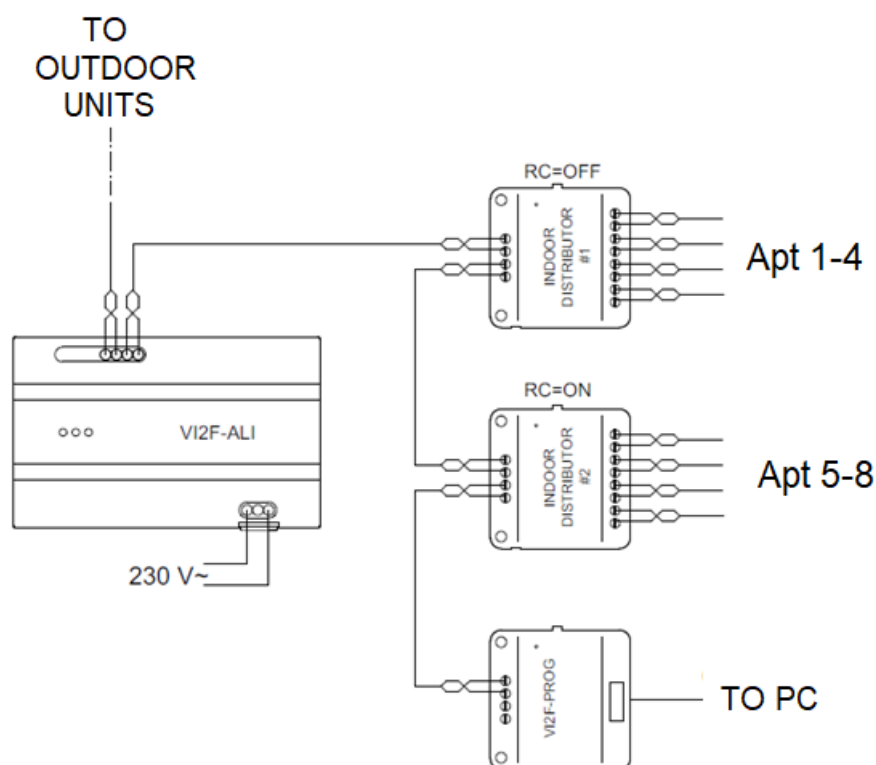 TO
OUTDOOR
UNITS
RC=OFF
INDOOR
DISTRIBUTOR
#1
Apt 1-4
VI2F-ALI
230 V~
RC=ON
INDOOR
DISTRIBUTOR
#2
Apt 5-8
VI2F-PROG
TO PC